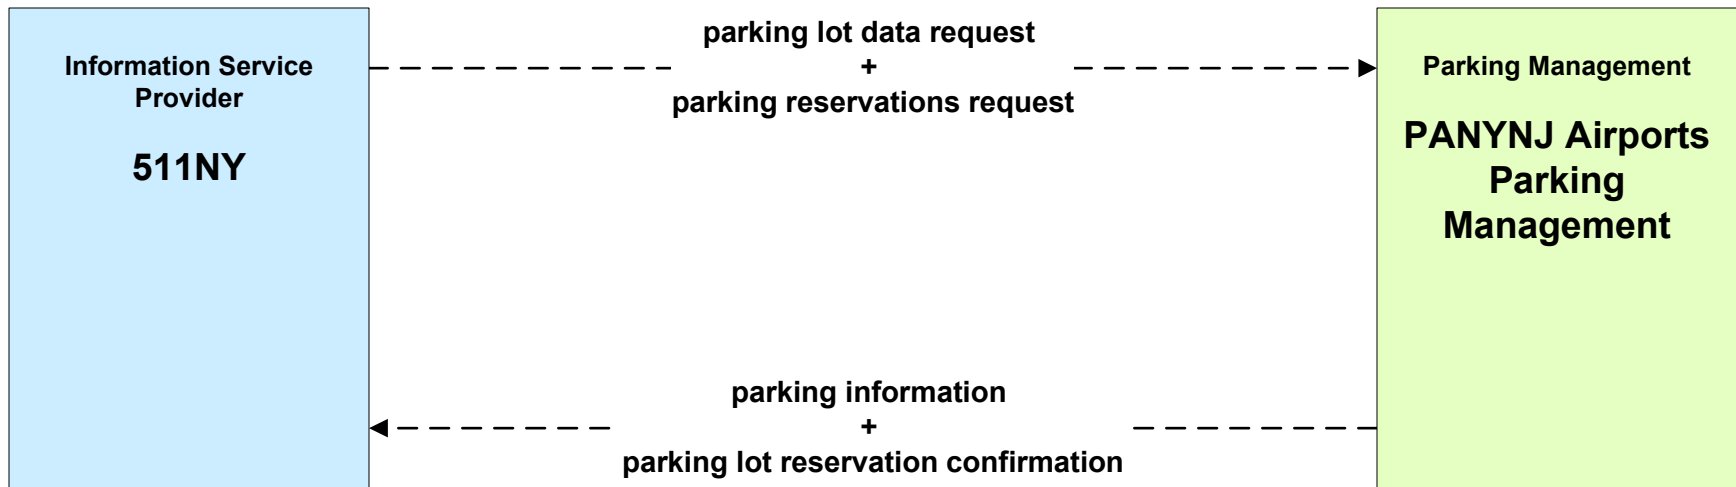 Information Service
Provider
511NY
parking lot data request
+
parking reservations request
Parking Management
PANYNJ Airports
Parking
Management
parking information
+
parking lot reservation confirmation